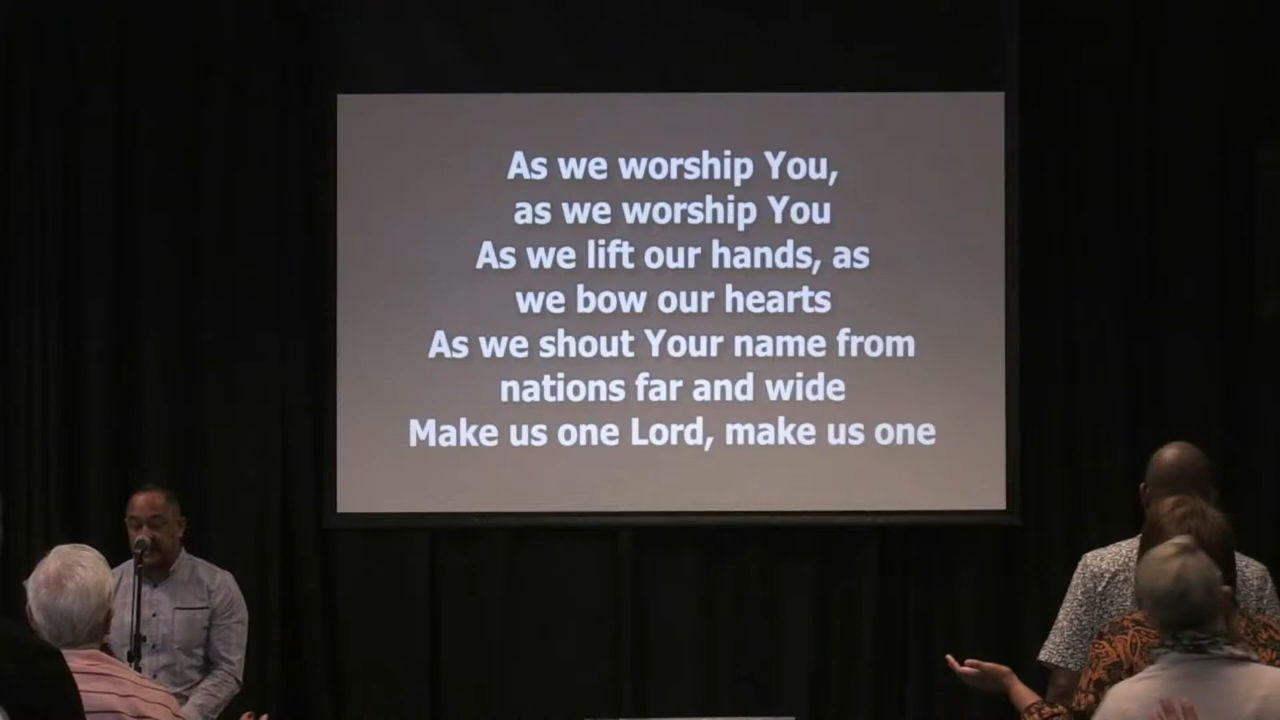 As we worship You,
as we worship You
As we lift our hands, as
we bow our hearts
As we shout Your name from
nations far and wide
Make us one Lord, make us one